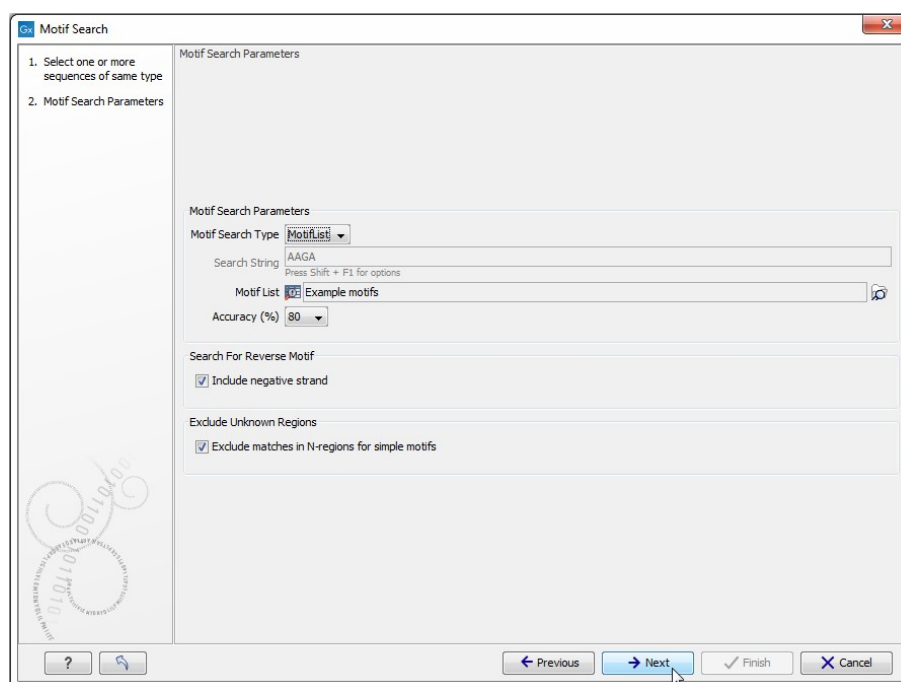 Gx Motif Search
1. Select one or more
sequences of same type
2. Motif Search Parameters
Motif Search Parameters
Motif Search Parameters
Motif Search Type MotifList
Search String AAGA
Press Shift + F1 for options
Motif List Example motifs
Accuracy (%) 80
Search For Reverse Motif
Include negative strand
Exclude Unknown Regions
Exclude matches in N-regions for simple motifs
? Previous Next Finish Cancel